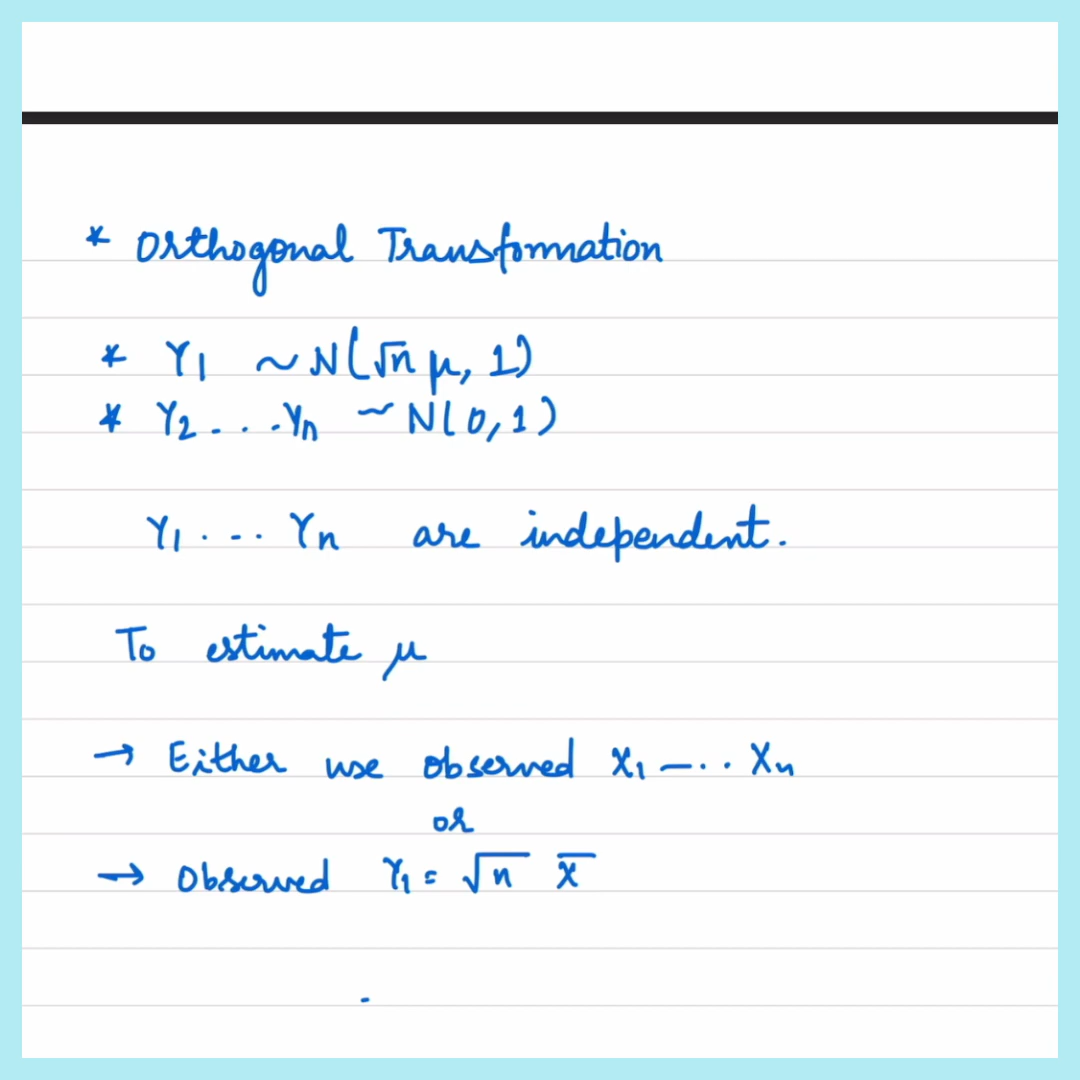 * Orthogonal Transformation
* Y₁ ~ N(√n μ, 1)
* Y₂ . . . Yₙ ~ N(0, 1)
Y₁ . - . . Yₙ are independent.
To estimate μ
→ Either use observed X₁ — . . Xₙ
or
→ Observed Y₁ = √n x̅